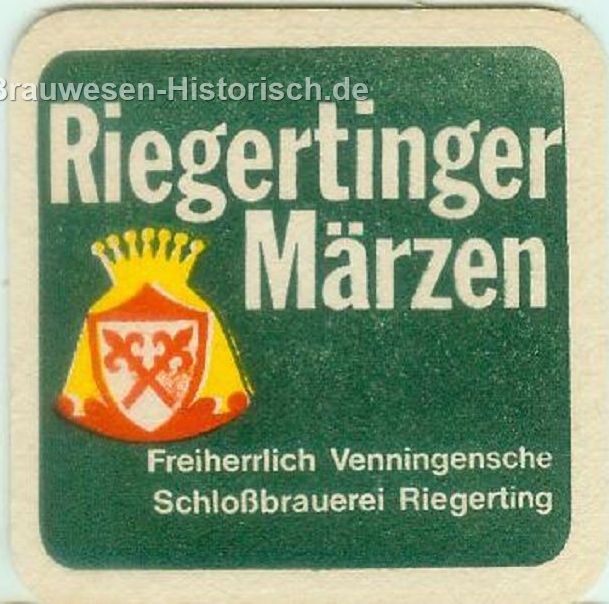 Brauwesen-Historisch.de
Riegertinger
Märzen
Freiherrlich Venningensche
Schloßbrauerei Riegerting